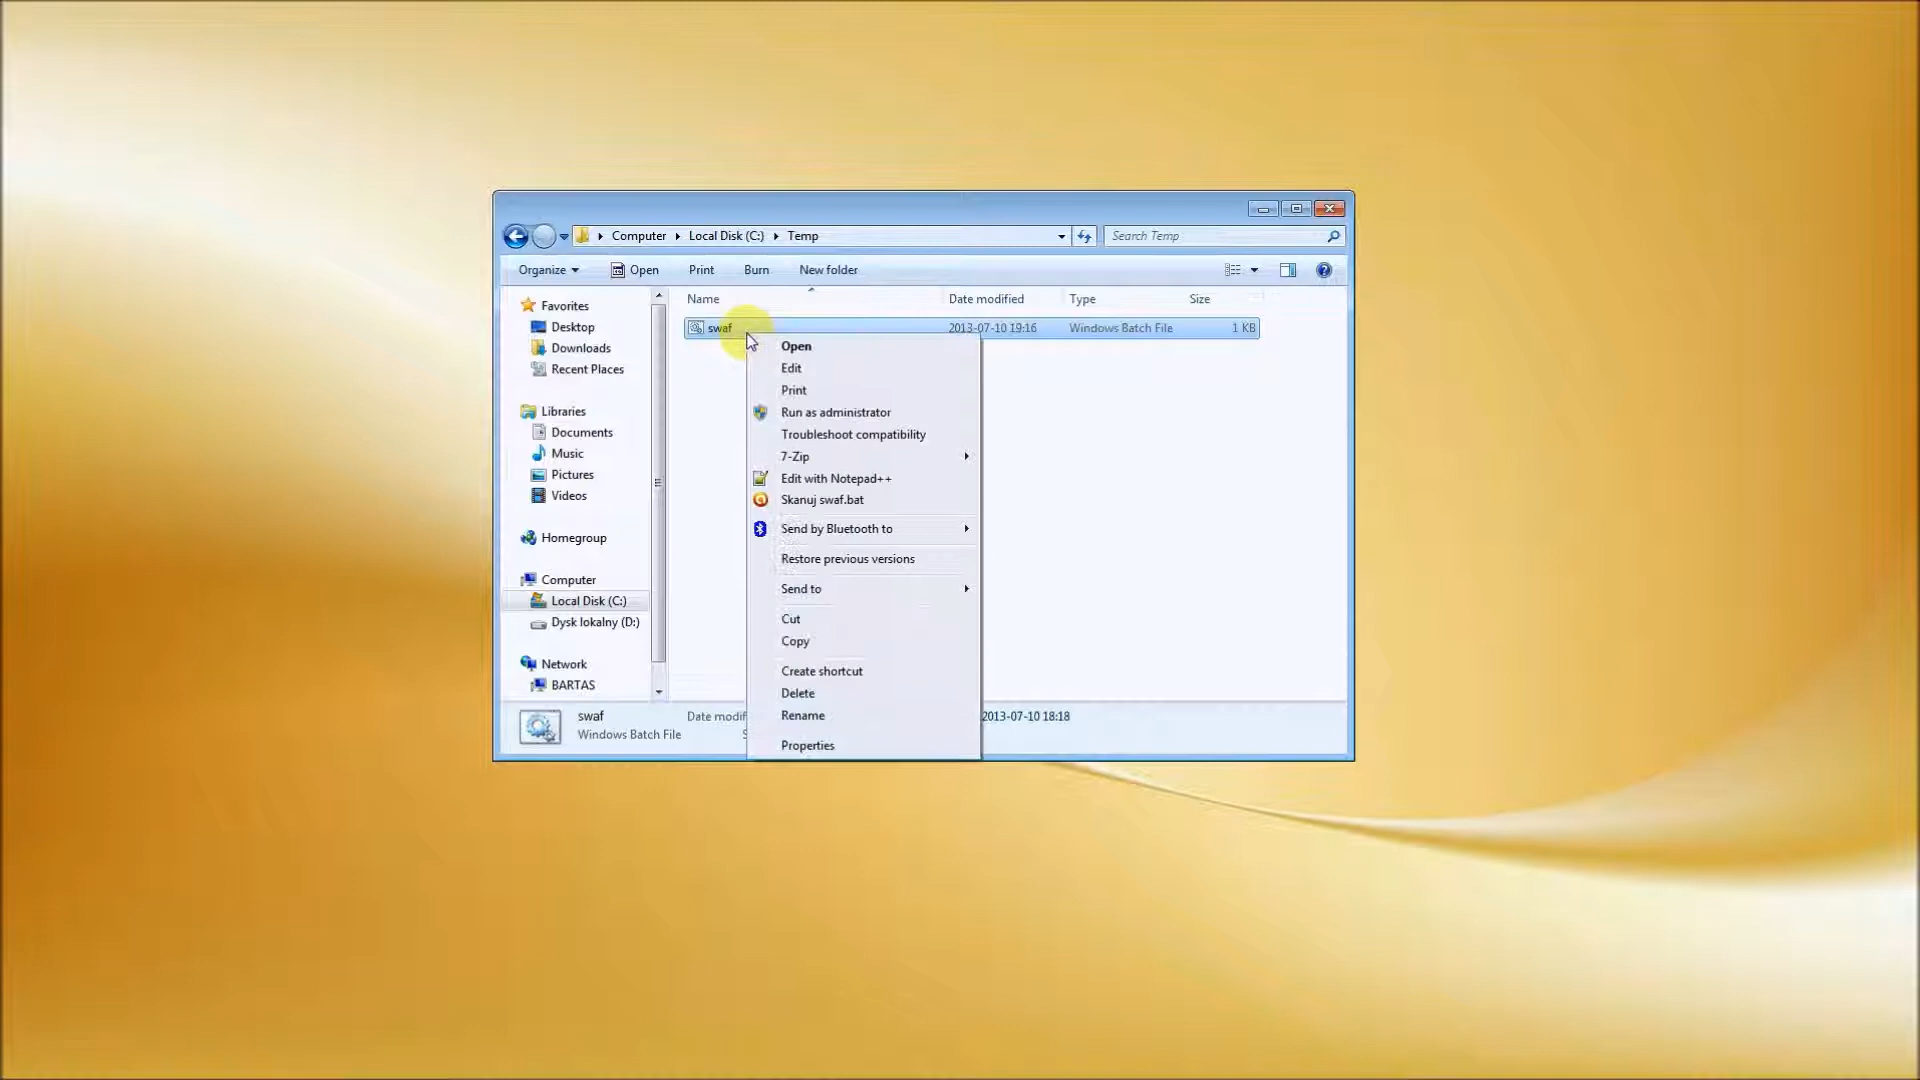 Computer Local Disk (C:) Temp Search Temp
Organize Open Print Burn New folder
Name Date modified Type Size
swaf 2013-07-10 19:16 Windows Batch File 1 KB
Favorites
Desktop
Downloads
Recent Places
Libraries
Documents
Music
Pictures
Videos
Homegroup
Computer
Local Disk (C:)
Dysk lokalny (D:)
Network
BARTAS
Open
Edit
Print
Run as administrator
Troubleshoot compatibility
7-Zip
Edit with Notepad++
Skanuj swaf.bat
Send by Bluetooth to
Restore previous versions
Send to
Cut
Copy
Create shortcut
Delete
Rename
Properties
swaf Date modif 2013-07-10 18:18
Windows Batch File S